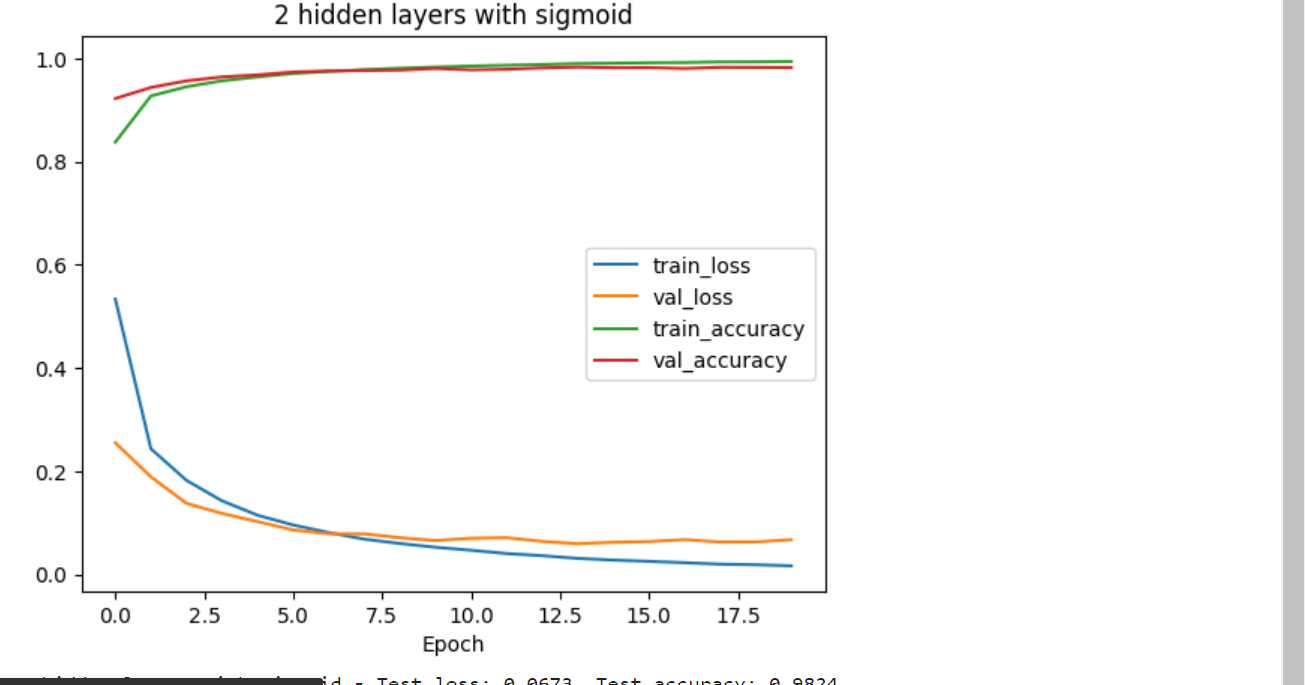 2 hidden layers with sigmoid
1.0
0.8
0.6
0.4
0.2
0.0
train_loss
val_loss
train_accuracy
val_accuracy
0.0 2.5 5.0 7.5 10.0 12.5 15.0 17.5
Epoch
- Test loss: 0.0673, Test accuracy: 0.9824